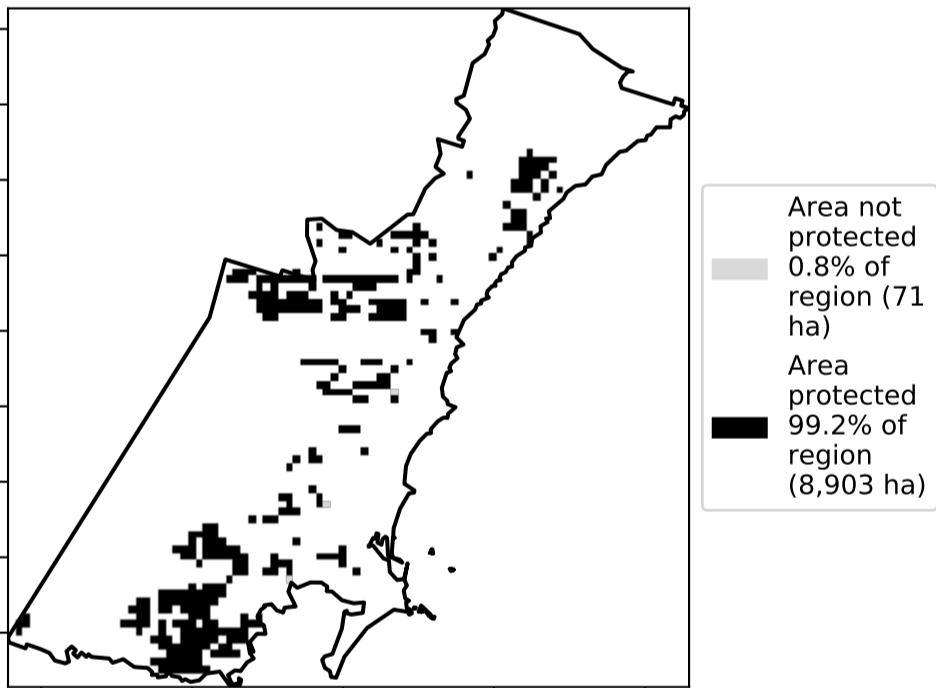 Area not
protected
0.8% of
region (71
ha)
Area
protected
99.2% of
region
(8,903 ha)